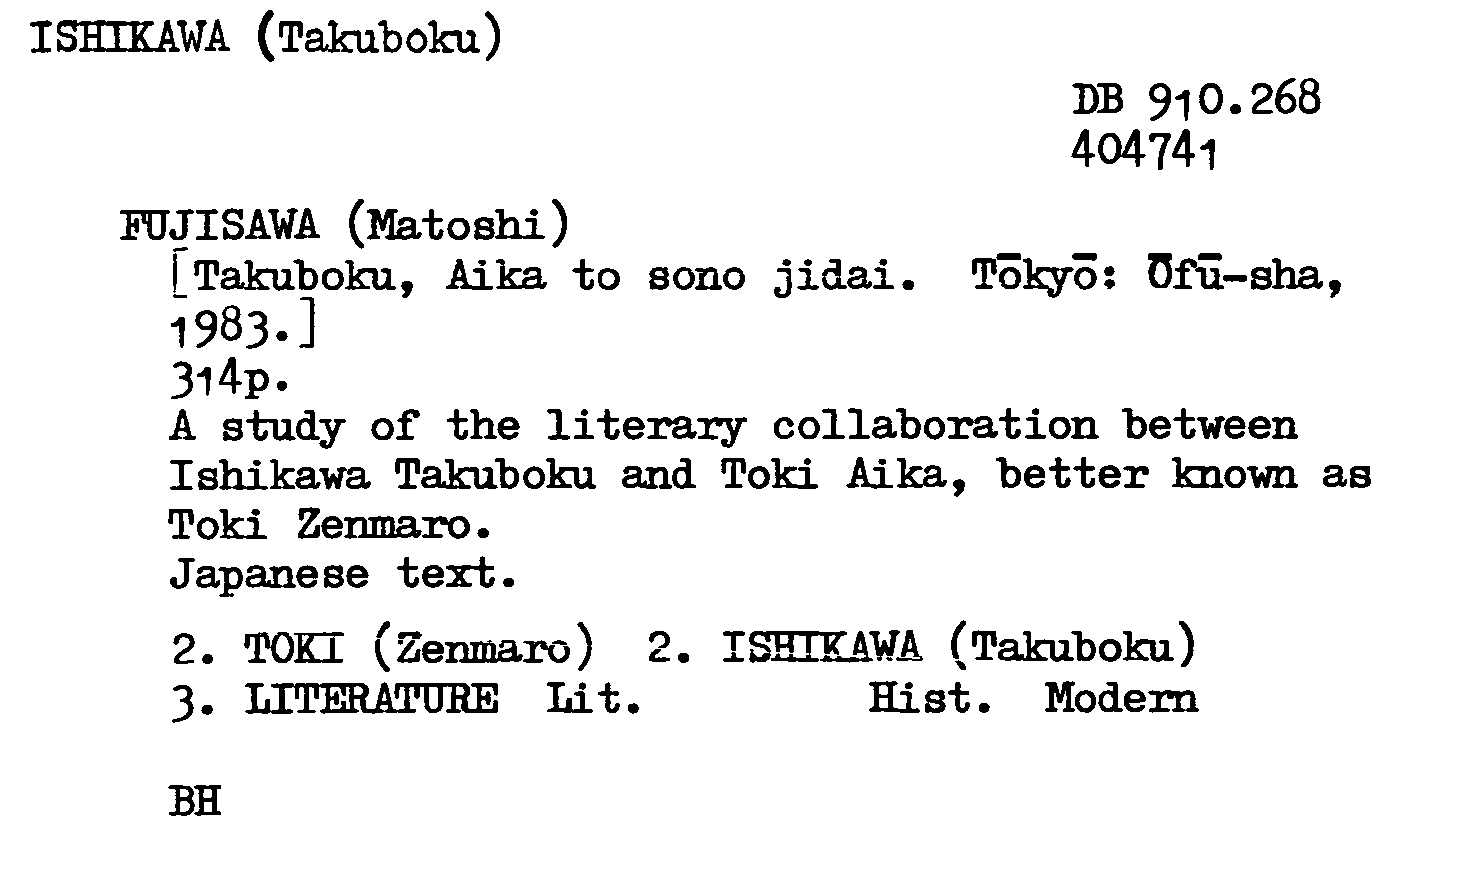 ISHIKAWA (Takuboku)
DB 910.268
404741
FUJISAWA (Matoshi)
[Takuboku, Aika to sono jidai. Tōkyō: Ōfū-sha,
1983.]
314p.
A study of the literary collaboration between
Ishikawa Takuboku and Toki Aika, better known as
Toki Zenmaro.
Japanese text.
2. TOKI (Zenmaro) 2. ISHIKAWA (Takuboku)
3. LITERATURE Lit. Hist. Modern
BH